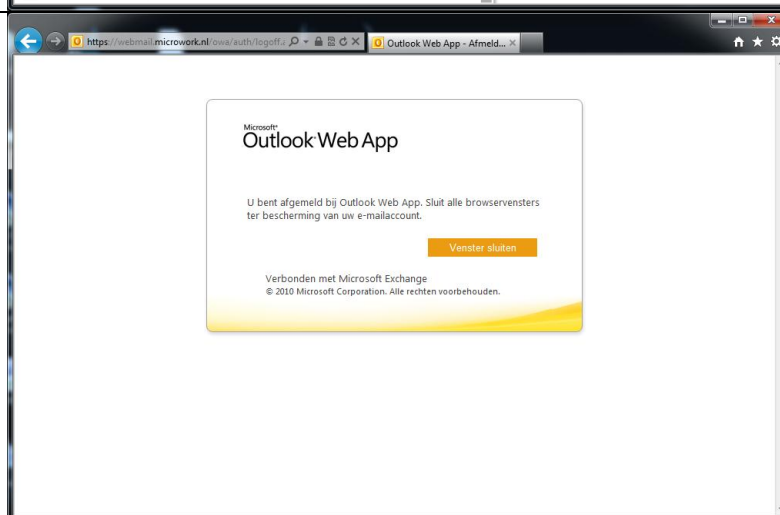 https://webmail.microwork.nl/owa/auth/logoff.a
Outlook Web App - Afmeld...
Microsoft®
Outlook Web App
U bent afgemeld bij Outlook Web App. Sluit alle browservensters
ter bescherming van uw e-mailaccount.
Venster sluiten
Verbonden met Microsoft Exchange
© 2010 Microsoft Corporation. Alle rechten voorbehouden.